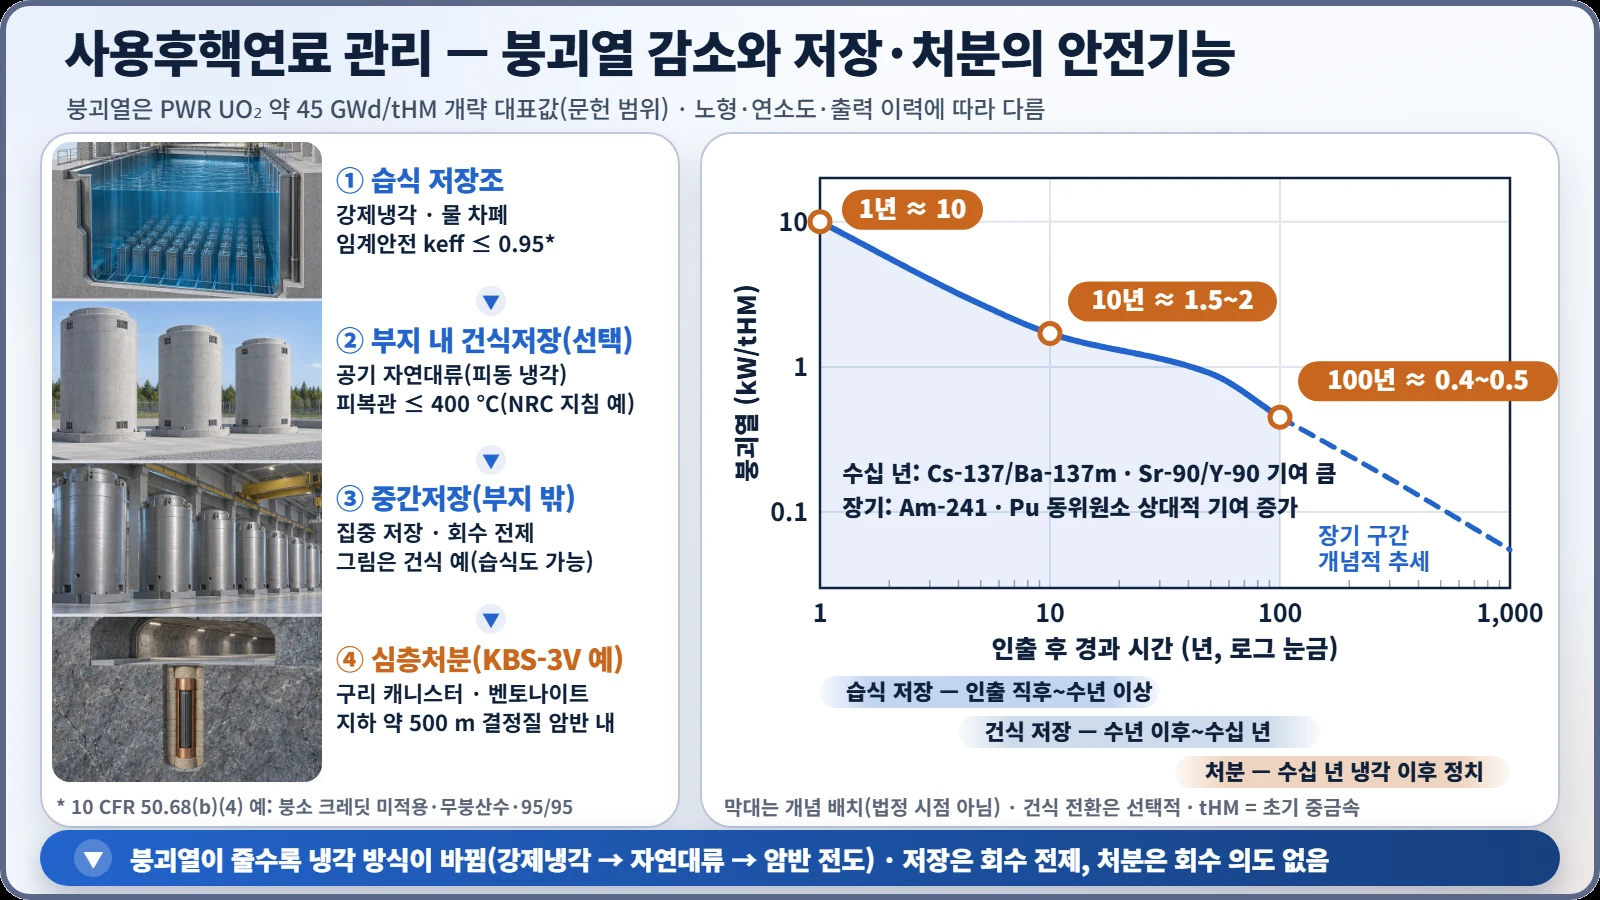 사용후핵연료 관리 — 붕괴열 감소와 저장·처분의 안전기능
붕괴열은 PWR UO₂ 약 45 GWd/tHM 개략 대표값(문헌 범위) · 노형·연소도·출력 이력에 따라 다름
① 습식 저장조
강제냉각 · 물 차폐
임계안전 keff ≤ 0.95*
▼
② 부지 내 건식저장(선택)
공기 자연대류(피동 냉각)
피복관 ≤ 400 °C(NRC 지침 예)
▼
③ 중간저장(부지 밖)
집중 저장 · 회수 전제
그림은 건식 예(습식도 가능)
▼
④ 심층처분(KBS-3V 예)
구리 캐니스터 · 벤토나이트
지하 약 500 m 결정질 암반 내
* 10 CFR 50.68(b)(4) 예: 붕소 크레딧 미적용·무붕산수·95/95
붕괴열 (kW/tHM)
10
1
0.1
1년 ≈ 10
10년 ≈ 1.5~2
100년 ≈ 0.4~0.5
수십 년: Cs-137/Ba-137m · Sr-90/Y-90 기여 큼
장기: Am-241 · Pu 동위원소 상대적 기여 증가
장기 구간
개념적 추세
1 10 100 1,000
인출 후 경과 시간 (년, 로그 눈금)
습식 저장 — 인출 직후~수년 이상
건식 저장 — 수년 이후~수십 년
처분 — 수십 년 냉각 이후 정치
막대는 개념 배치(법정 시점 아님) · 건식 전환은 선택적 · tHM = 초기 중금속
▼ 붕괴열이 줄수록 냉각 방식이 바뀜(강제냉각 → 자연대류 → 암반 전도) · 저장은 회수 전제, 처분은 회수 의도 없음